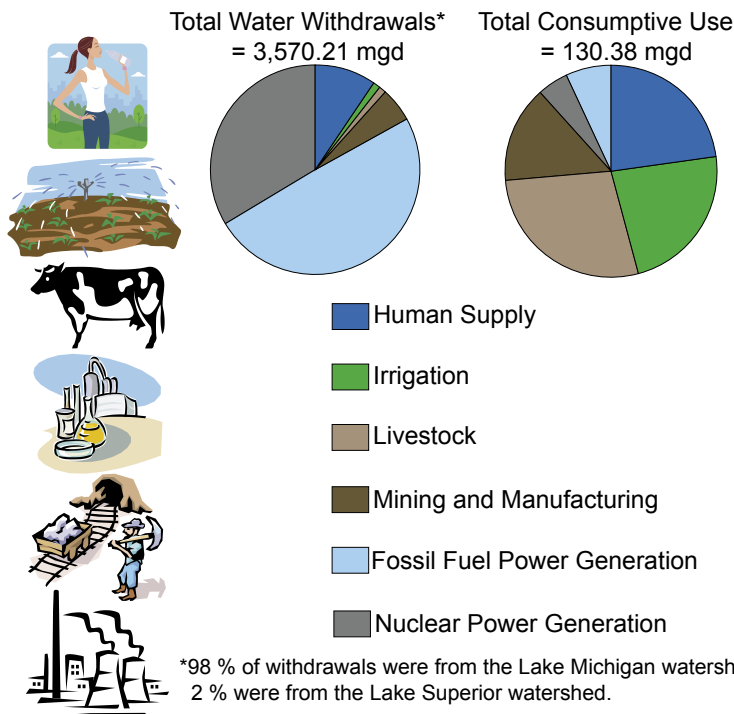 Total Water Withdrawals*
= 3,570.21 mgd
Total Consumptive Use
= 130.38 mgd
Human Supply
Irrigation
Livestock
Mining and Manufacturing
Fossil Fuel Power Generation
Nuclear Power Generation
*98 % of withdrawals were from the Lake Michigan watersh
2 % were from the Lake Superior watershed.